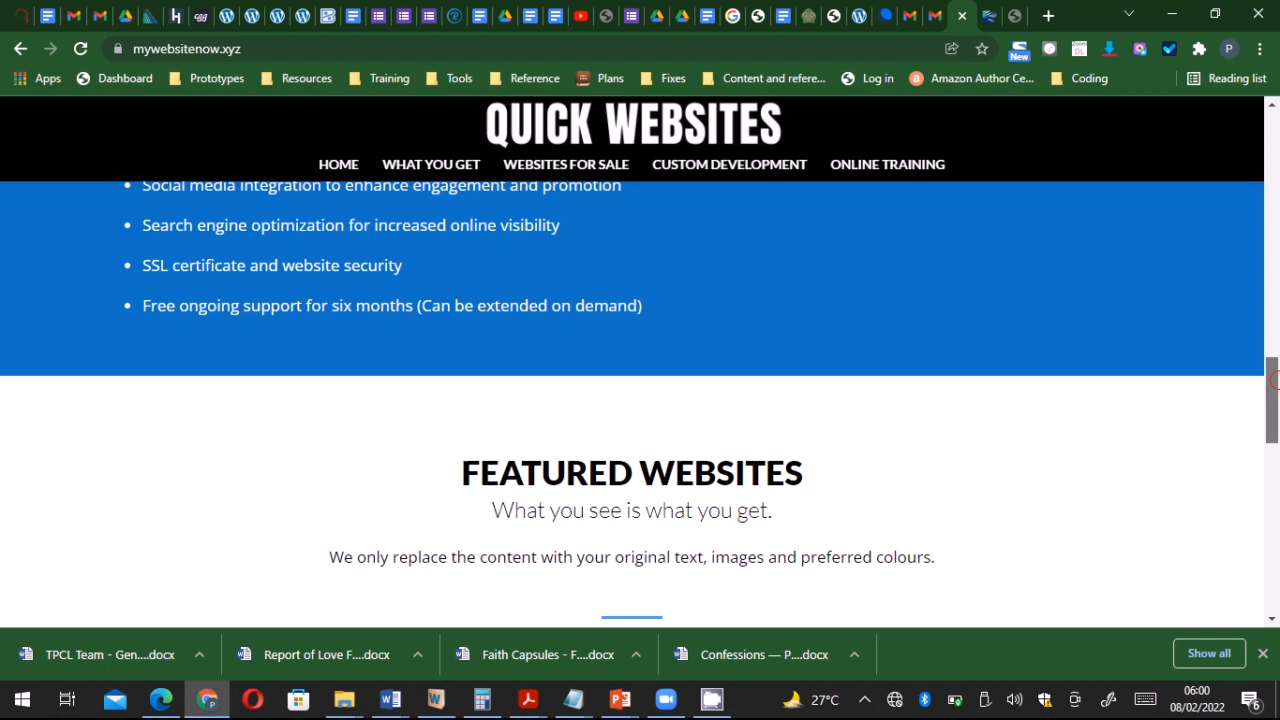 mywebsitenow.xyz
New
Apps
Dashboard
Prototypes
Resources
Training
Tools
Reference
Plans
Fixes
Content and refere...
Log in
Amazon Author Ce...
Coding
Reading list
QUICK WEBSITES
HOME
WHAT YOU GET
WEBSITES FOR SALE
CUSTOM DEVELOPMENT
ONLINE TRAINING
• Social media integration to enhance engagement and promotion
• Search engine optimization for increased online visibility
• SSL certificate and website security
• Free ongoing support for six months (Can be extended on demand)
FEATURED WEBSITES
What you see is what you get.
We only replace the content with your original text, images and preferred colours.
TPCL Team - Gen....docx
Report of Love F....docx
Faith Capsules - F....docx
Confessions — P....docx
Show all
27°C
06:00
08/02/2022
6